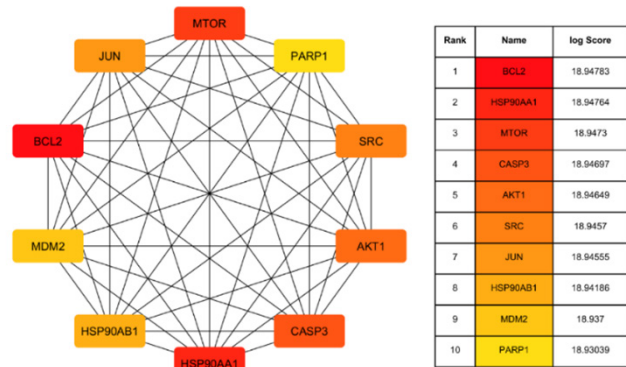 MTOR
JUN
PARP1
BCL2
SRC
MDM2
AKT1
HSP90AB1
CASP3
HSP90AA1
Rank Name log Score
1 BCL2 18.94783
2 HSP90AA1 18.94764
3 MTOR 18.9473
4 CASP3 18.94697
5 AKT1 18.94649
6 SRC 18.9457
7 JUN 18.94555
8 HSP90AB1 18.94186
9 MDM2 18.937
10 PARP1 18.93039